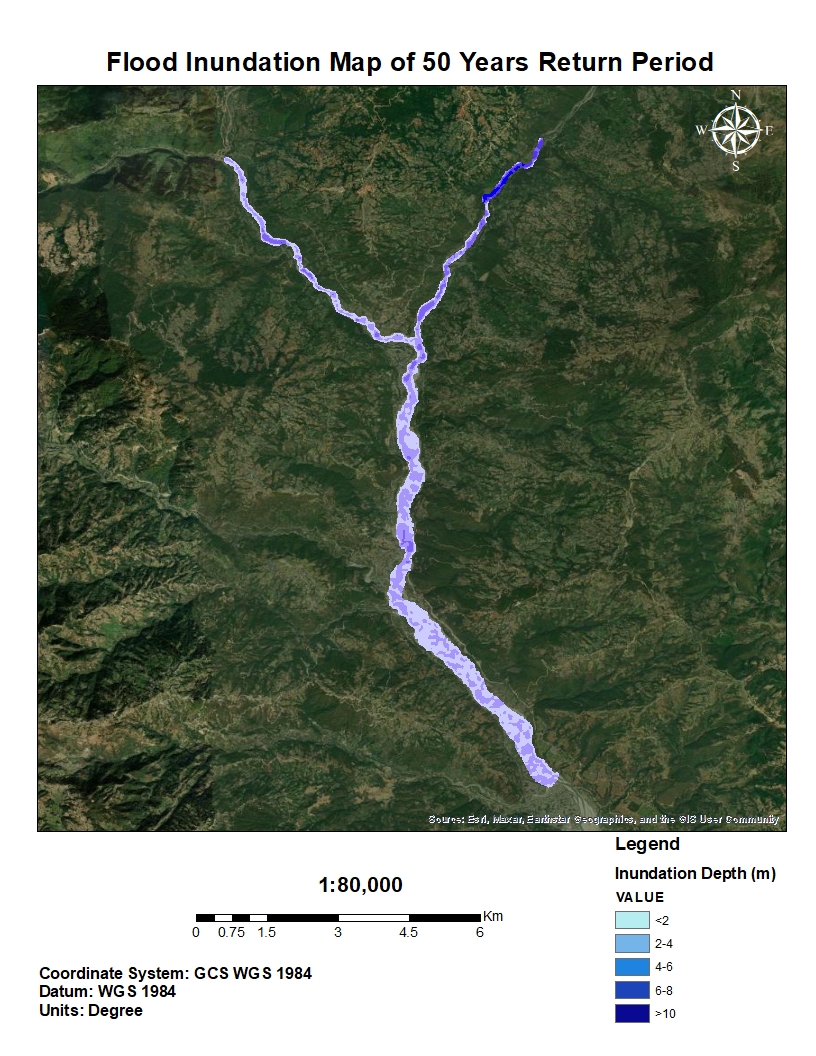 Flood Inundation Map of 50 Years Return Period
N
W E
S
Source: Esri, Maxar, Earthstar Geographics, and the GIS User Community
Legend
Inundation Depth (m)
VALUE
<2
2-4
4-6
6-8
>10
1:80,000
Km
0 0.75 1.5 3 4.5 6
Coordinate System: GCS WGS 1984
Datum: WGS 1984
Units: Degree